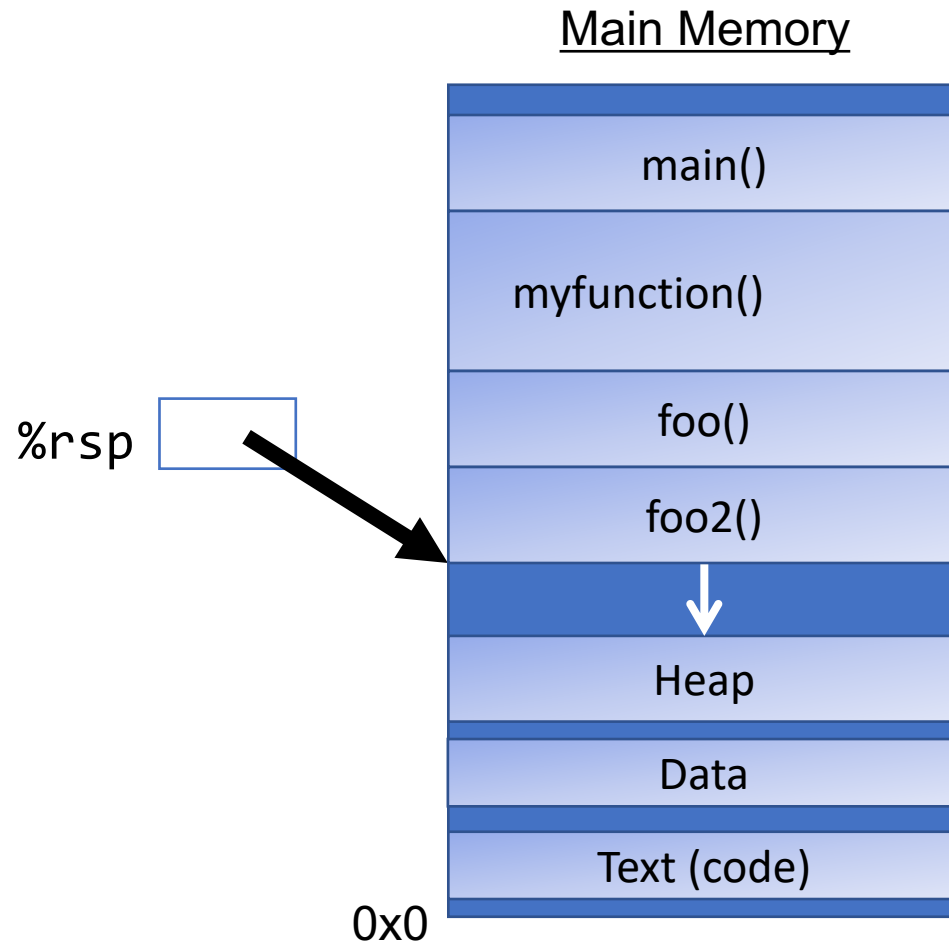 Main Memory
main()
myfunction()
foo()
%rsp
foo2()
Heap
Data
Text (code)
0x0